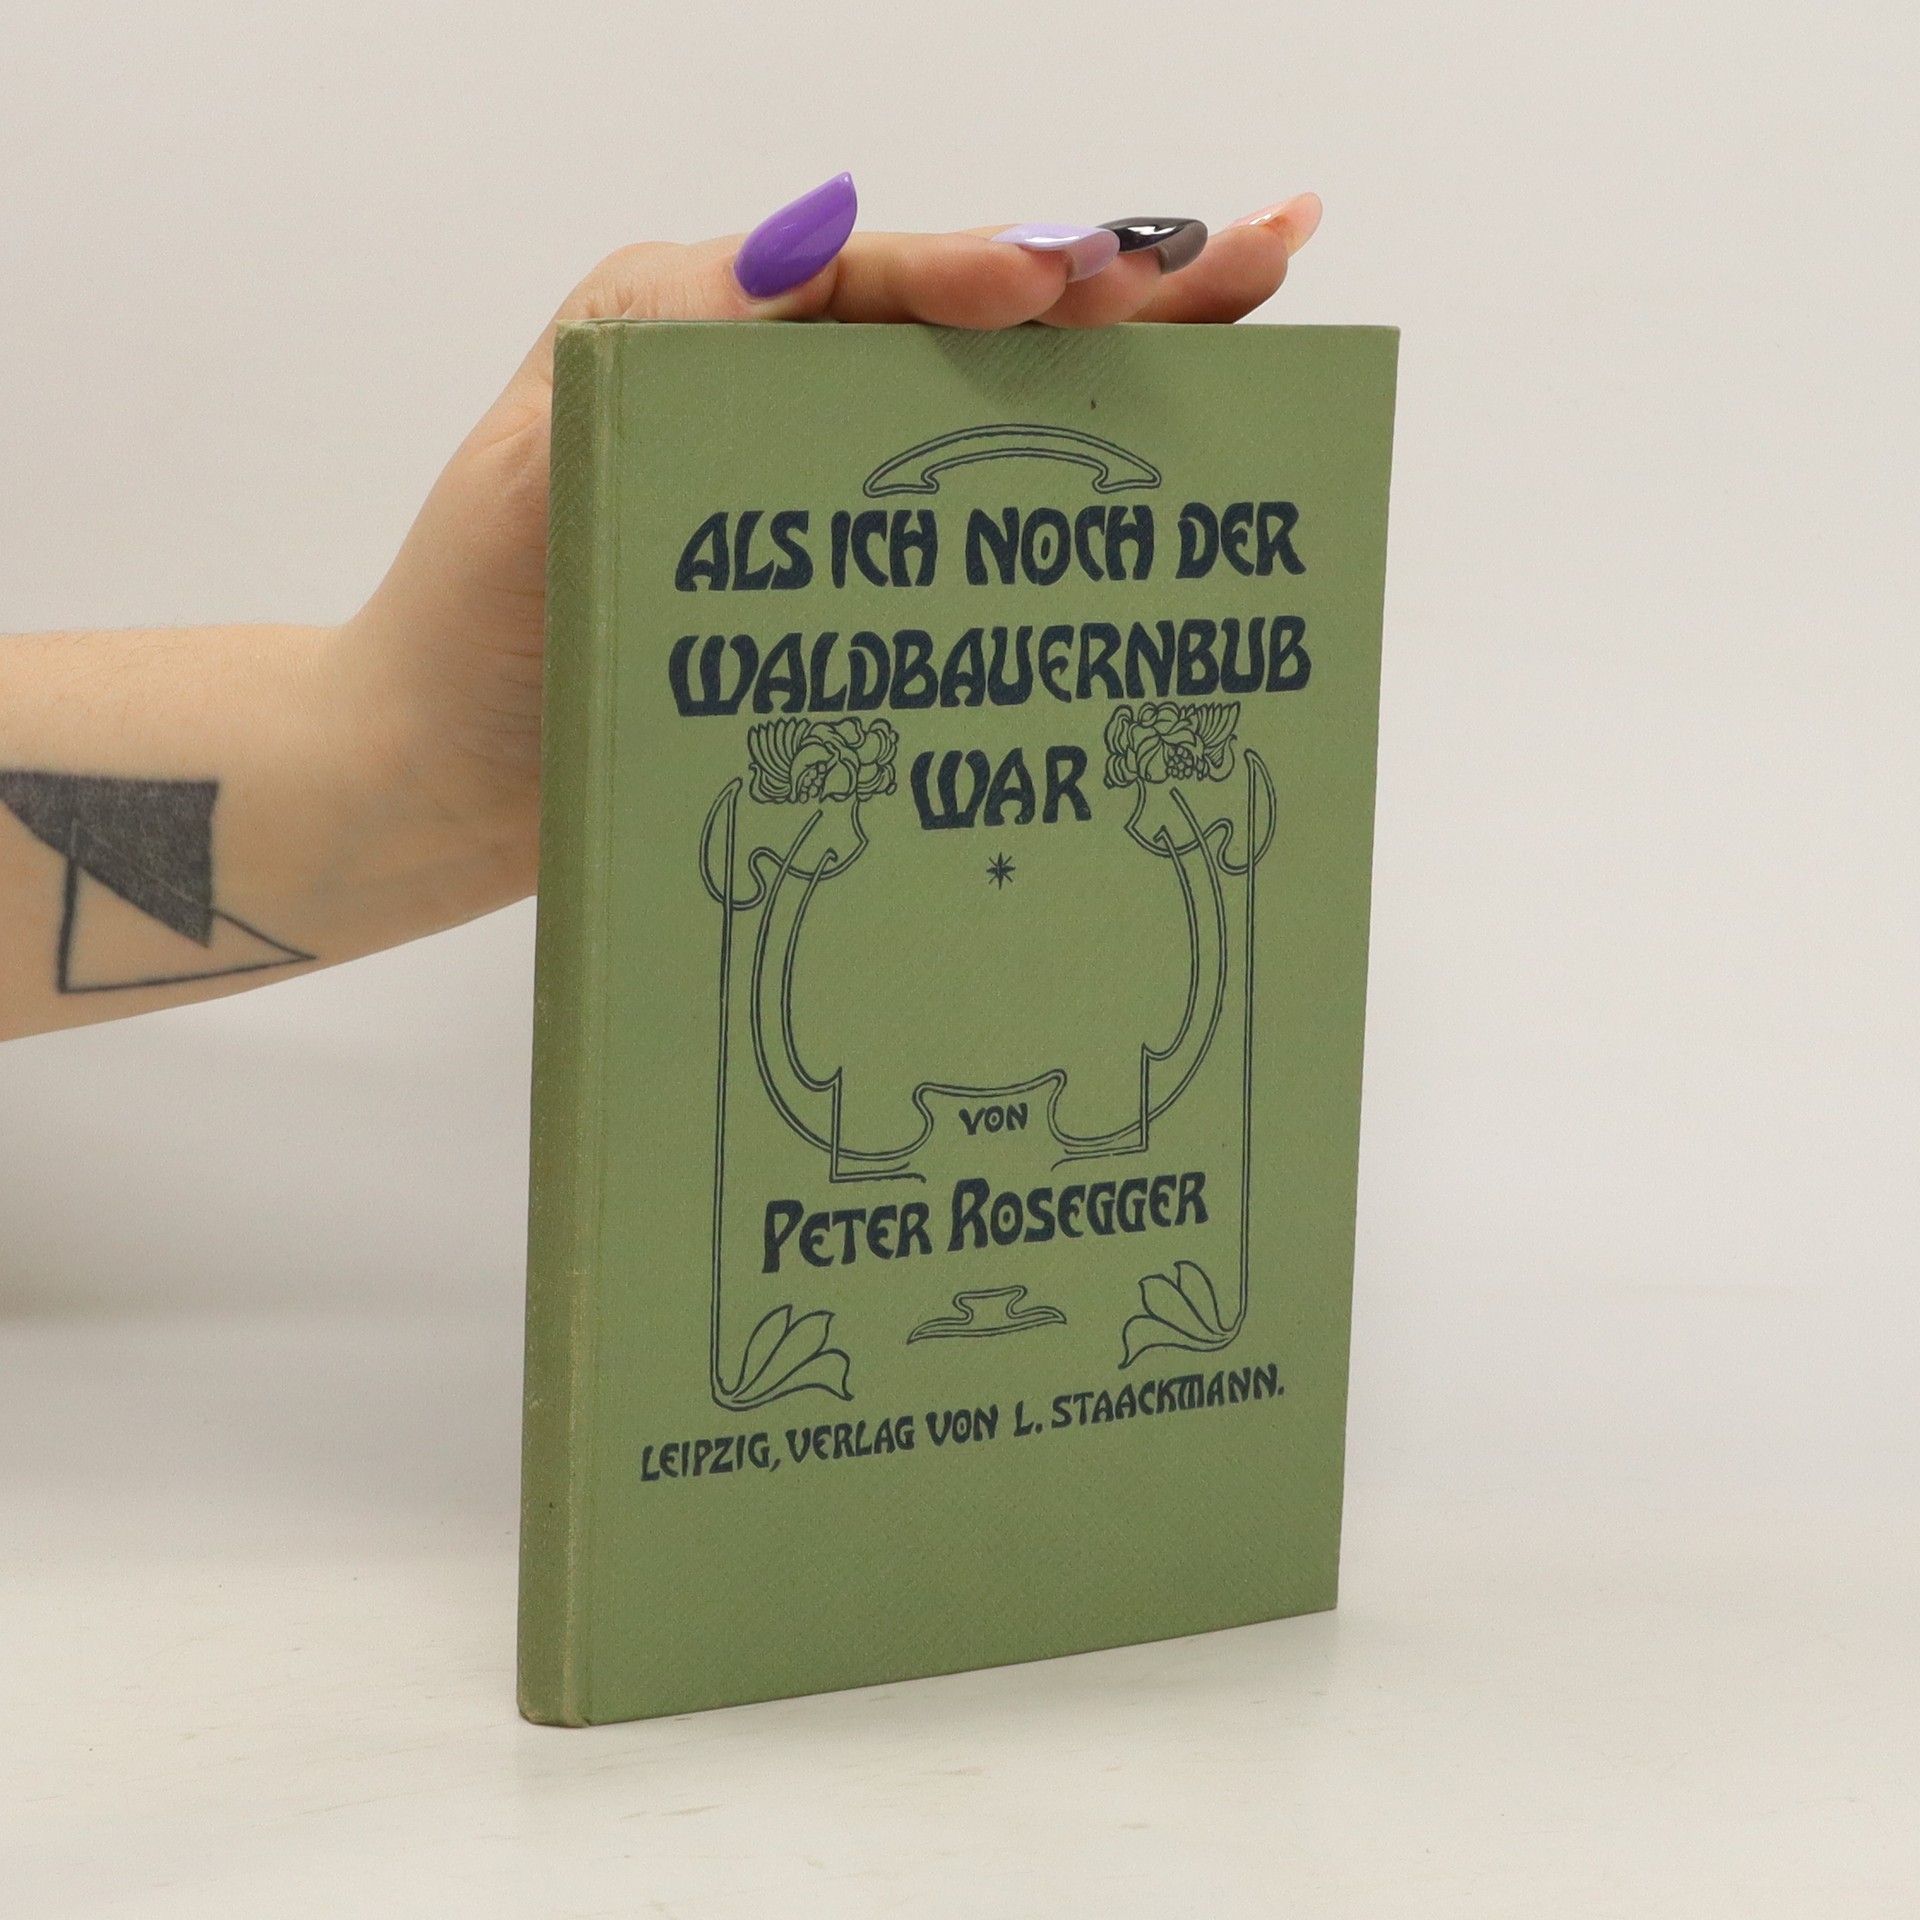 ALS ICH NOCH DER
WALDBAUERNBUB
WAR
VON
PETER ROSEGGER
LEIPZIG, VERLAG VON L. STAACKMANN.